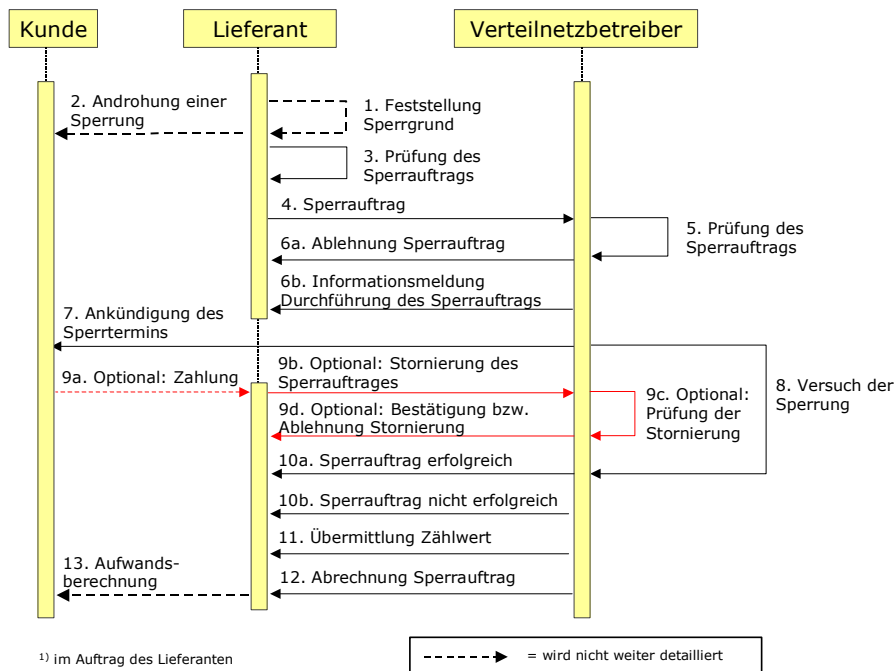 Kunde
Lieferant
Verteilnetzbetreiber
2. Androhung einer
Sperrung
1. Feststellung
Sperrgrund
3. Prüfung des
Sperrauftrags
4. Sperrauftrag
5. Prüfung des
Sperrauftrags
6a. Ablehnung Sperrauftrag
6b. Informationsmeldung
Durchführung des Sperrauftrags
7. Ankündigung des
Sperrtermins
9a. Optional: Zahlung
9b. Optional: Stornierung des
Sperrauftrages
9c. Optional:
Prüfung der
Stornierung
8. Versuch der
Sperrung
9d. Optional: Bestätigung bzw.
Ablehnung Stornierung
10a. Sperrauftrag erfolgreich
10b. Sperrauftrag nicht erfolgreich
11. Übermittlung Zählwert
13. Aufwands-
berechnung
12. Abrechnung Sperrauftrag
1) im Auftrag des Lieferanten
= wird nicht weiter detailliert